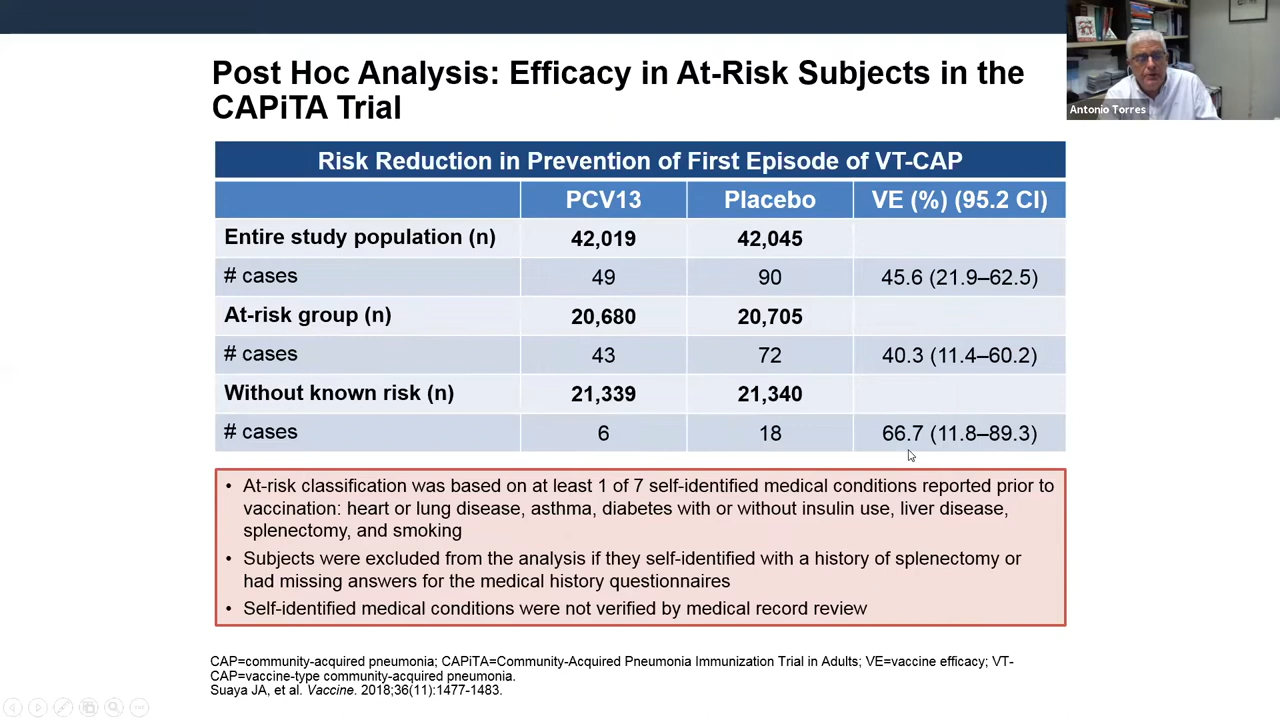 Post Hoc Analysis: Efficacy in At-Risk Subjects in the
CAPiTA Trial
Antonio Torres
Risk Reduction in Prevention of First Episode of VT-CAP
PCV13 Placebo VE (%) (95.2 CI)
Entire study population (n) 42,019 42,045
# cases 49 90 45.6 (21.9–62.5)
At-risk group (n) 20,680 20,705
# cases 43 72 40.3 (11.4–60.2)
Without known risk (n) 21,339 21,340
# cases 6 18 66.7 (11.8–89.3)
• At-risk classification was based on at least 1 of 7 self-identified medical conditions reported prior to
vaccination: heart or lung disease, asthma, diabetes with or without insulin use, liver disease,
splenectomy, and smoking
• Subjects were excluded from the analysis if they self-identified with a history of splenectomy or
had missing answers for the medical history questionnaires
• Self-identified medical conditions were not verified by medical record review
CAP=community-acquired pneumonia; CAPiTA=Community-Acquired Pneumonia Immunization Trial in Adults; VE=vaccine efficacy; VT-
CAP=vaccine-type community-acquired pneumonia.
Suaya JA, et al. Vaccine. 2018;36(11):1477-1483.